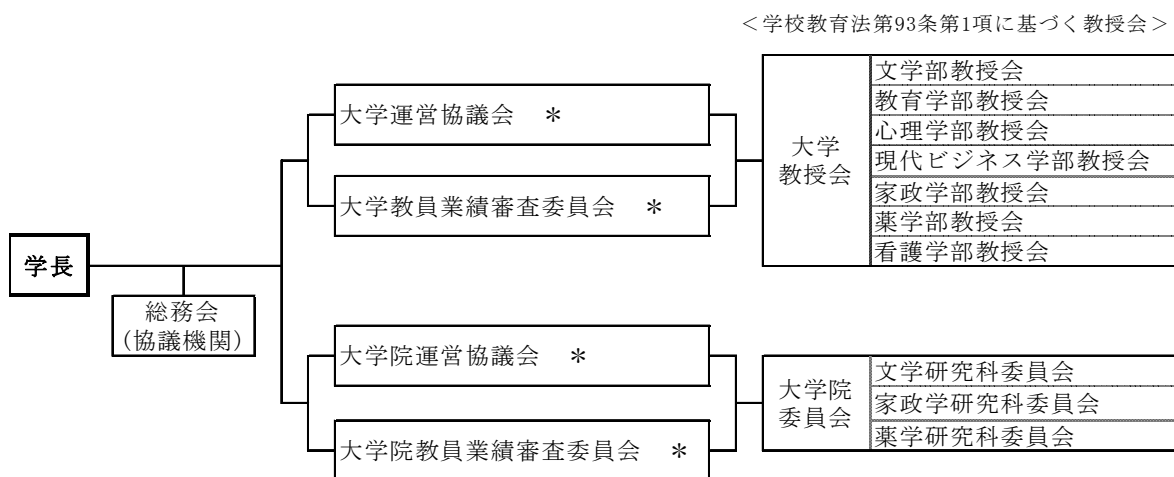 ＜学校教育法第93条第1項に基づく教授会＞
学長
総務会
(協議機関)
大学運営協議会　＊
大学教員業績審査委員会　＊
大学
教授会
文学部教授会
教育学部教授会
心理学部教授会
現代ビジネス学部教授会
家政学部教授会
薬学部教授会
看護学部教授会
大学院運営協議会　＊
大学院教員業績審査委員会　＊
大学院
委員会
文学研究科委員会
家政学研究科委員会
薬学研究科委員会